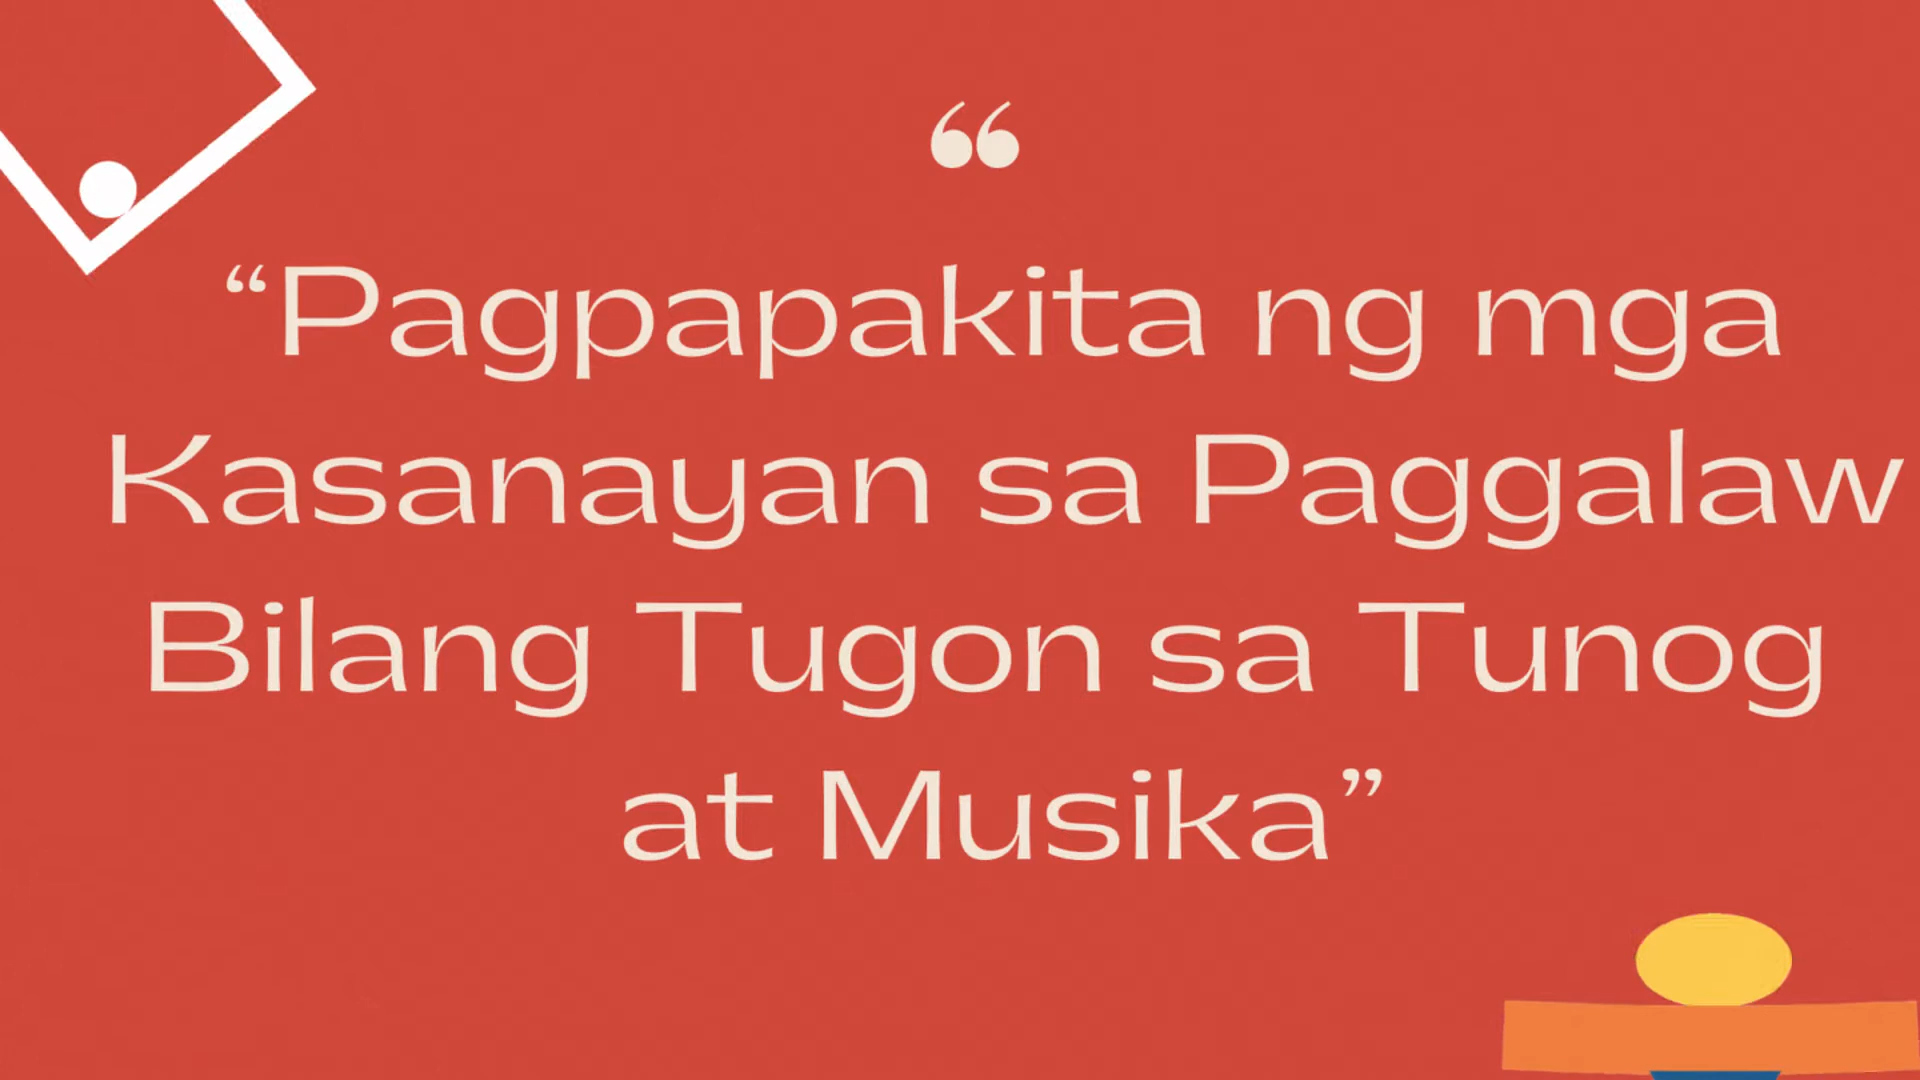 “
“Pagpapakita ng mga
Kasanayan sa Paggalaw
Bilang Tugon sa Tunog
at Musika”